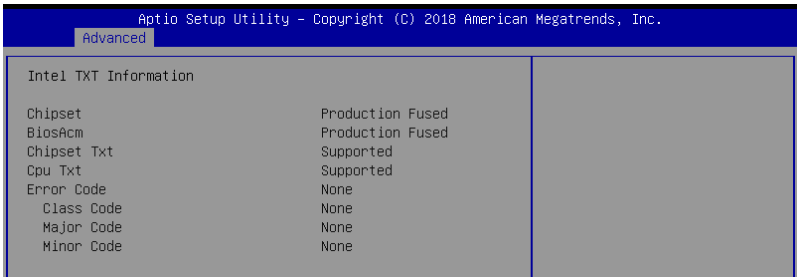 Aptio Setup Utility – Copyright (C) 2018 American Megatrends, Inc.
Advanced
Intel TXT Information
Chipset Production Fused
BiosAcm Production Fused
Chipset Txt Supported
Cpu Txt Supported
Error Code None
Class Code None
Major Code None
Minor Code None